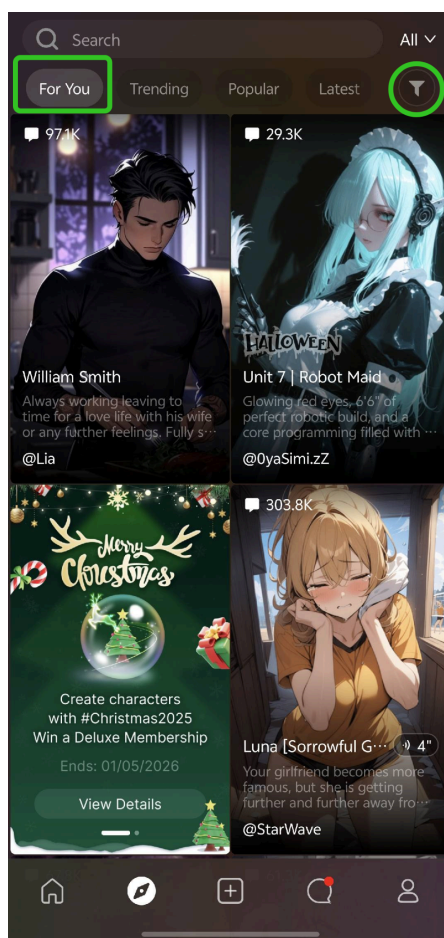 Search
All
For You
Trending
Popular
Latest
97.1K
29.3K
HALLOWEEN
William Smith
Always working leaving to
time for a love life with his wife
or any further feelings. Fully s···
@Lia
Unit 7 | Robot Maid
Glowing red eyes, 6'6" of
perfect robotic build, and a
core programming filled with ···
@0yaSimi.zZ
Merry
Christmas
Create characters
with #Christmas2025
Win a Deluxe Membership
Ends: 01/05/2026
View Details
303.8K
Luna [Sorrowful G··· 4"
Your girlfriend becomes more
famous, but she is getting
further and further away fro···
@StarWave